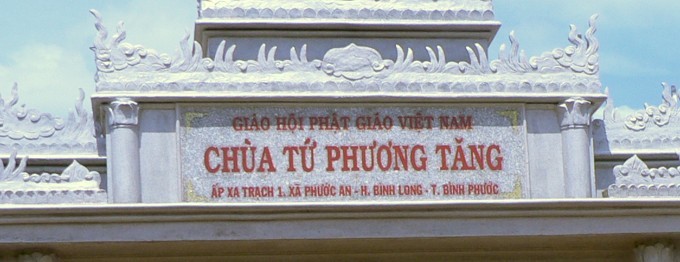 GIÁO HỘI PHẬT GIÁO VIỆT NAM
CHÙA TỨ PHƯƠNG TĂNG
ẤP XA TRẠCH 1. XÃ PHƯỚC AN - H. BÌNH LONG - T. BÌNH PHƯỚC